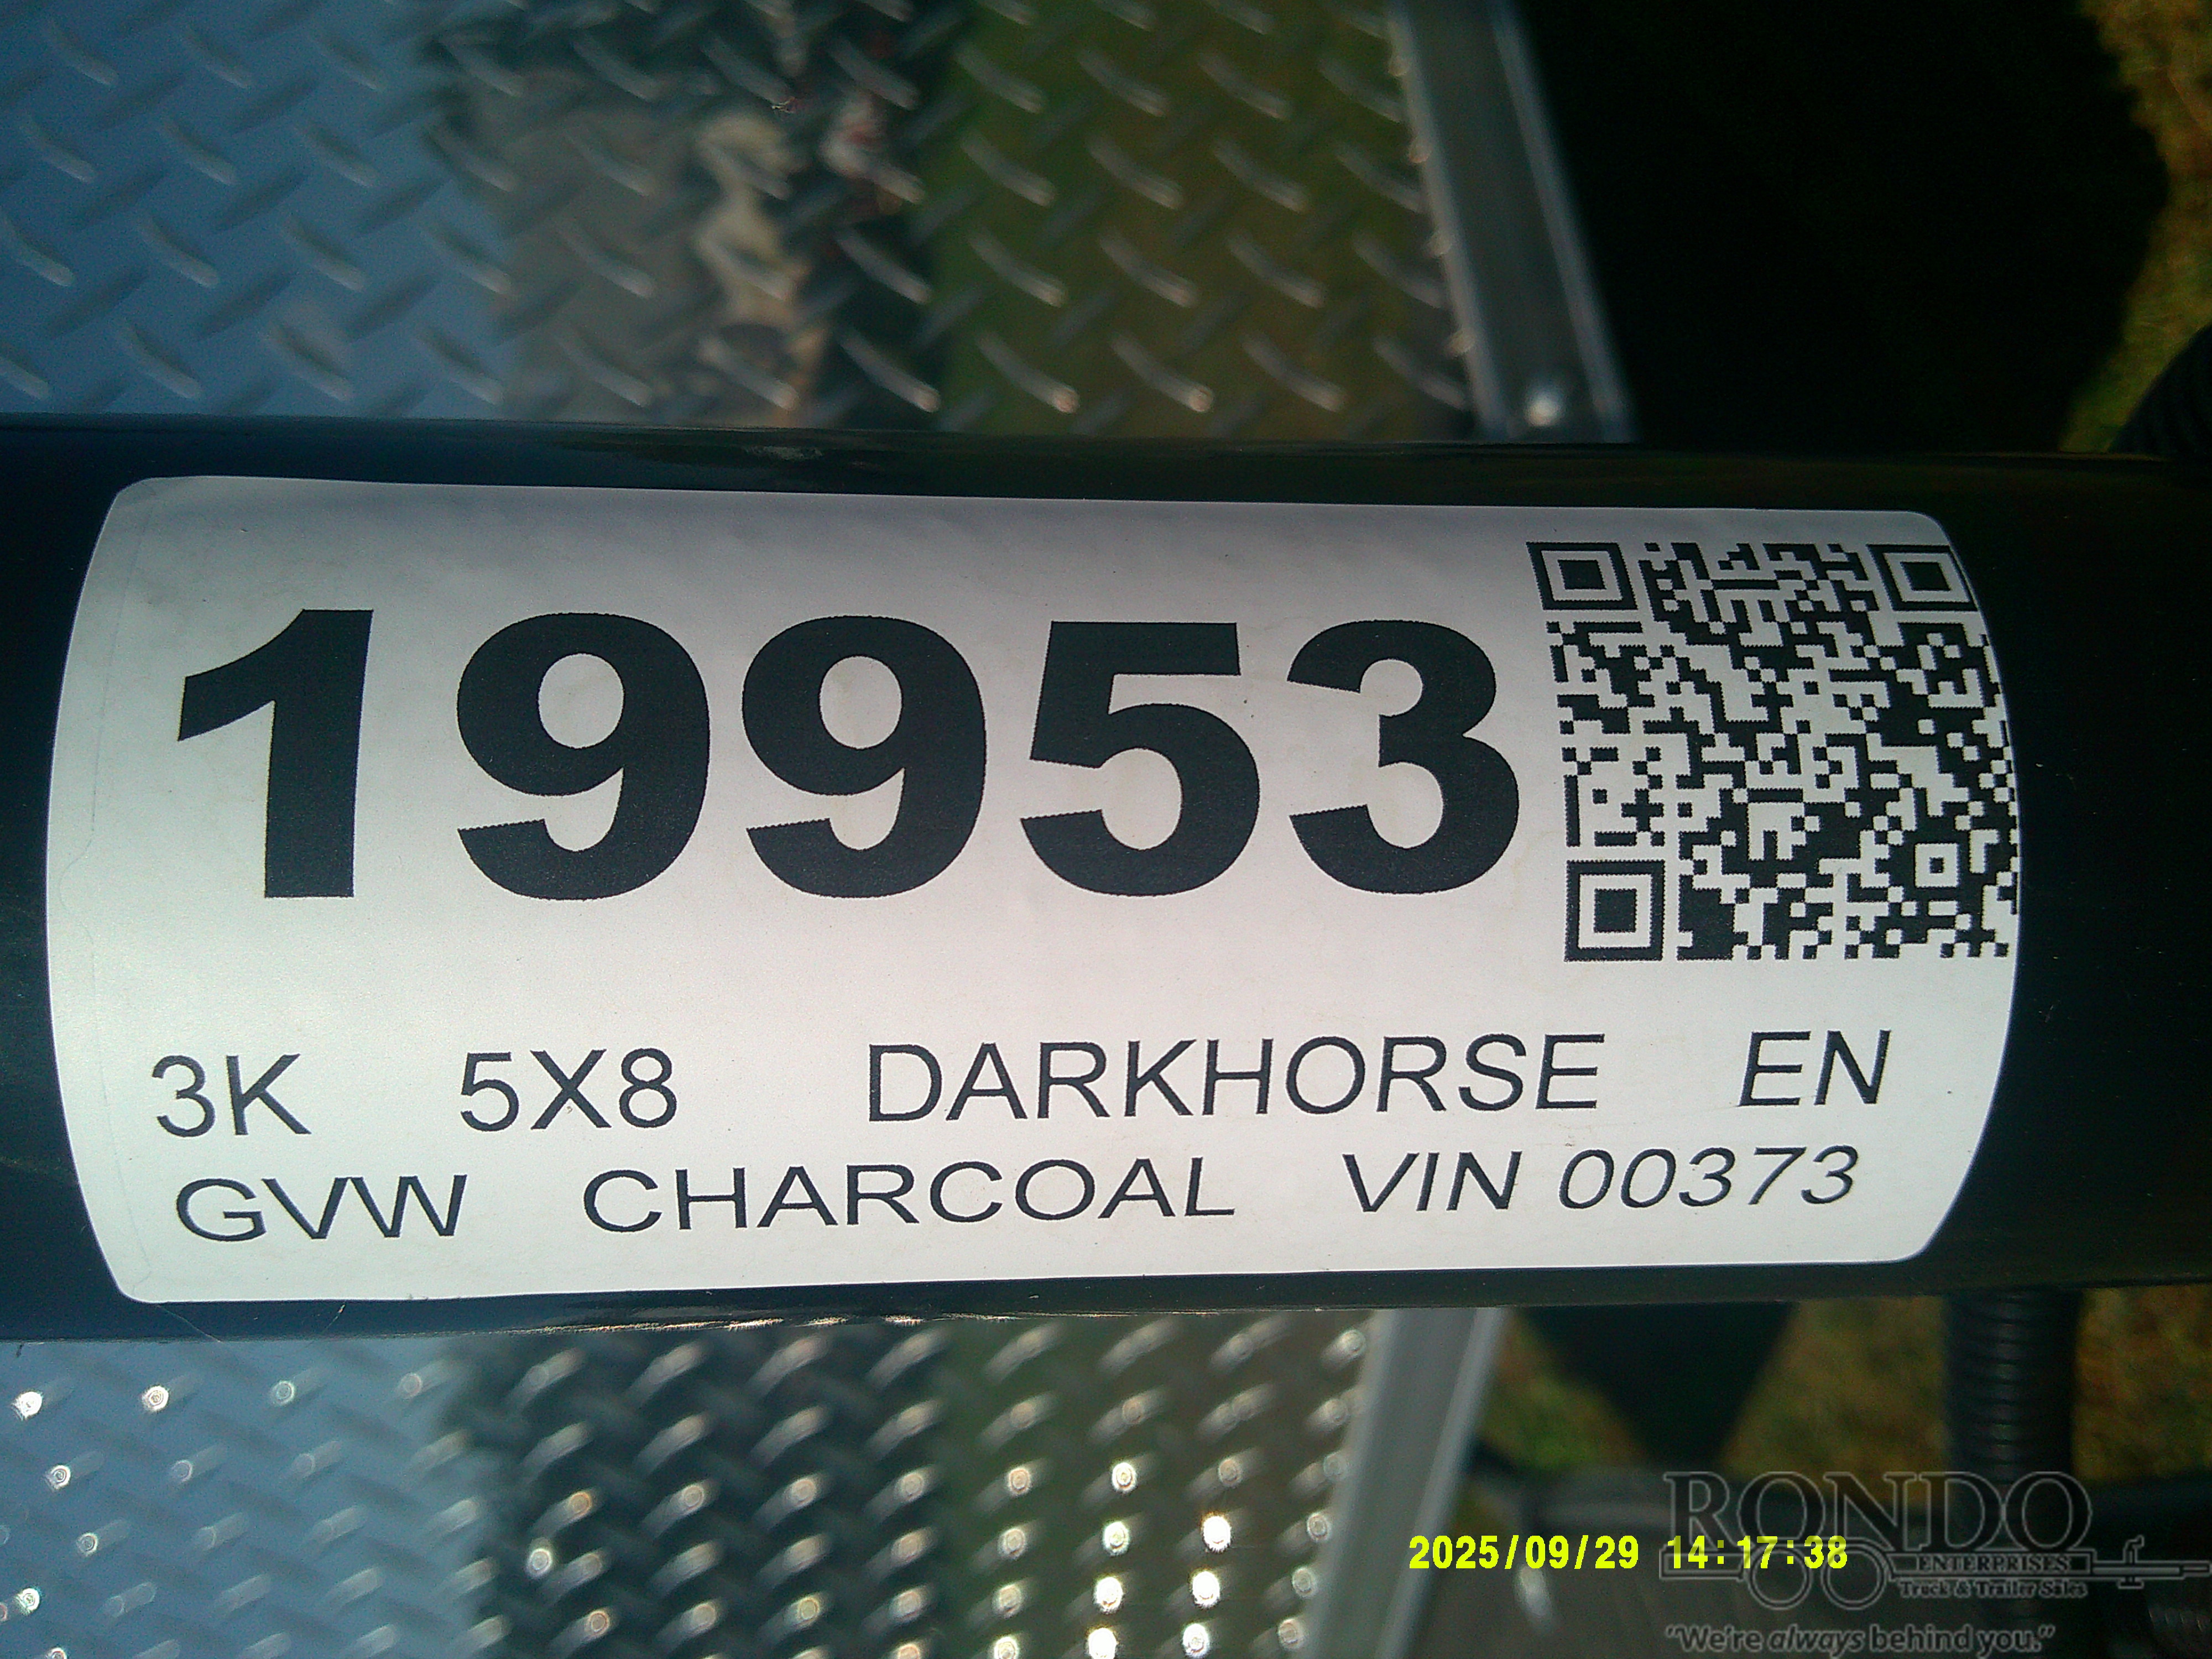 19953
3K 5X8 DARKHORSE EN
GVW CHARCOAL VIN 00373
2025/09/29 14:17:38
RONDO
ENTERPRISES
Truck & Trailer Sales
"We're always behind you."